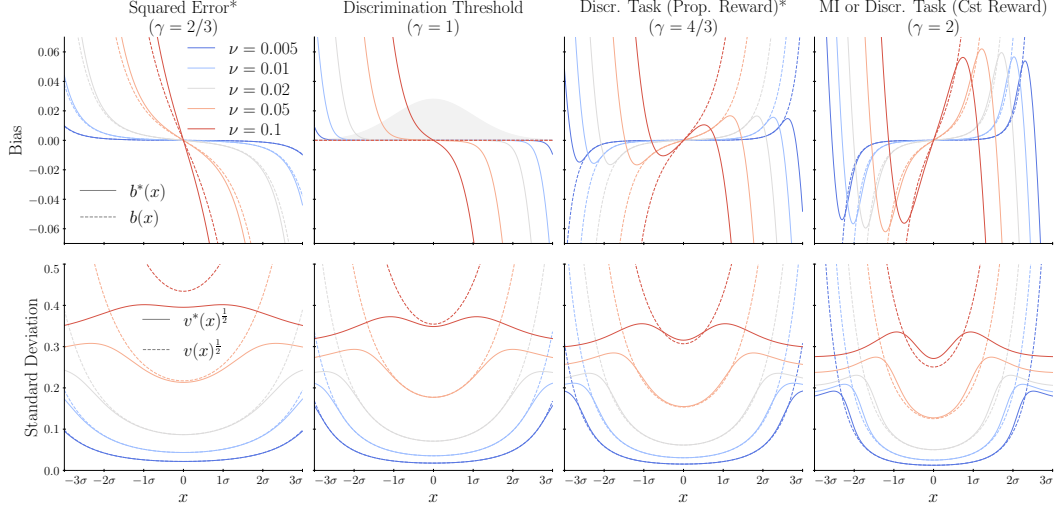 Squared Error*
(γ = 2/3)
Discrimination Threshold
(γ = 1)
Discr. Task (Prop. Reward)*
(γ = 4/3)
MI or Discr. Task (Cst Reward)
(γ = 2)
Bias
0.06
0.04
0.02
0.00
−0.02
−0.04
−0.06
ν = 0.005
ν = 0.01
ν = 0.02
ν = 0.05
ν = 0.1
b*(x)
b(x)
Standard Deviation
0.5
0.4
0.3
0.2
0.1
0.0
v*(x)^{1/2}
v(x)^{1/2}
−3σ −2σ −1σ 0 1σ 2σ 3σ
−3σ −2σ −1σ 0 1σ 2σ 3σ
−3σ −2σ −1σ 0 1σ 2σ 3σ
−3σ −2σ −1σ 0 1σ 2σ 3σ
x
x
x
x